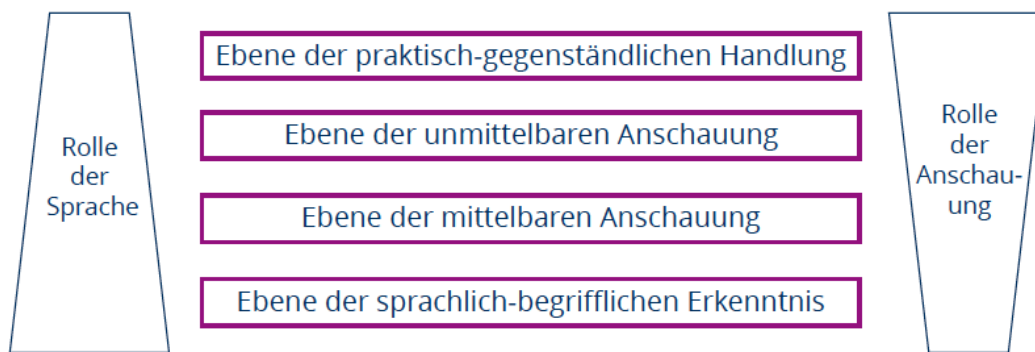 Ebene der praktisch-gegenständlichen Handlung
Ebene der unmittelbaren Anschauung
Ebene der mittelbaren Anschauung
Ebene der sprachlich-begrifflichen Erkenntnis
Rolle
der
Sprache
Rolle
der
Anschau-
ung